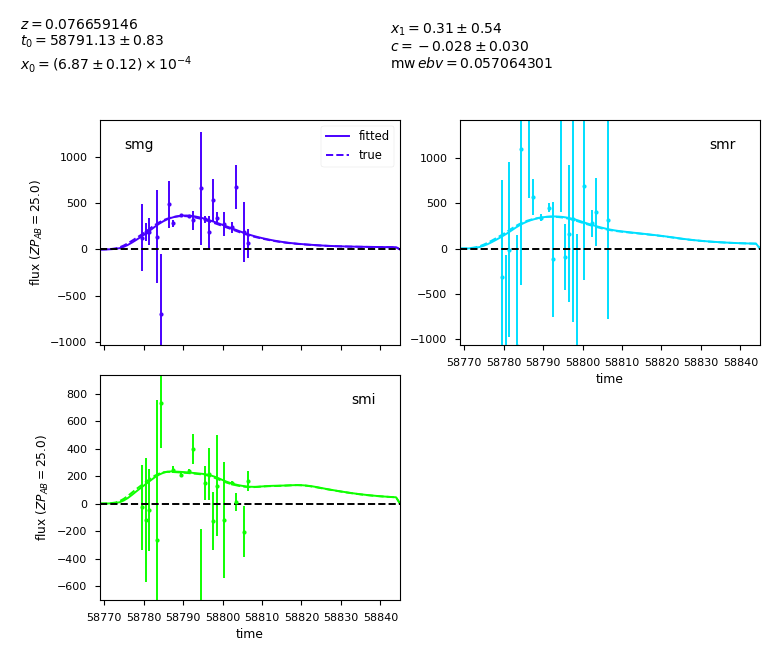 z = 0.076659146
t₀ = 58791.13 ± 0.83
x₀ = (6.87 ± 0.12) × 10⁻⁴
x₁ = 0.31 ± 0.54
c = −0.028 ± 0.030
mw ebv = 0.057064301
smg
fitted
true
1000
500
0
−500
−1000
flux (ZP_AB = 25.0)
smr
1000
500
0
−500
−1000
58770 58780 58790 58800 58810 58820 58830 58840
time
smi
800
600
400
200
0
−200
−400
−600
flux (ZP_AB = 25.0)
58770 58780 58790 58800 58810 58820 58830 58840
time